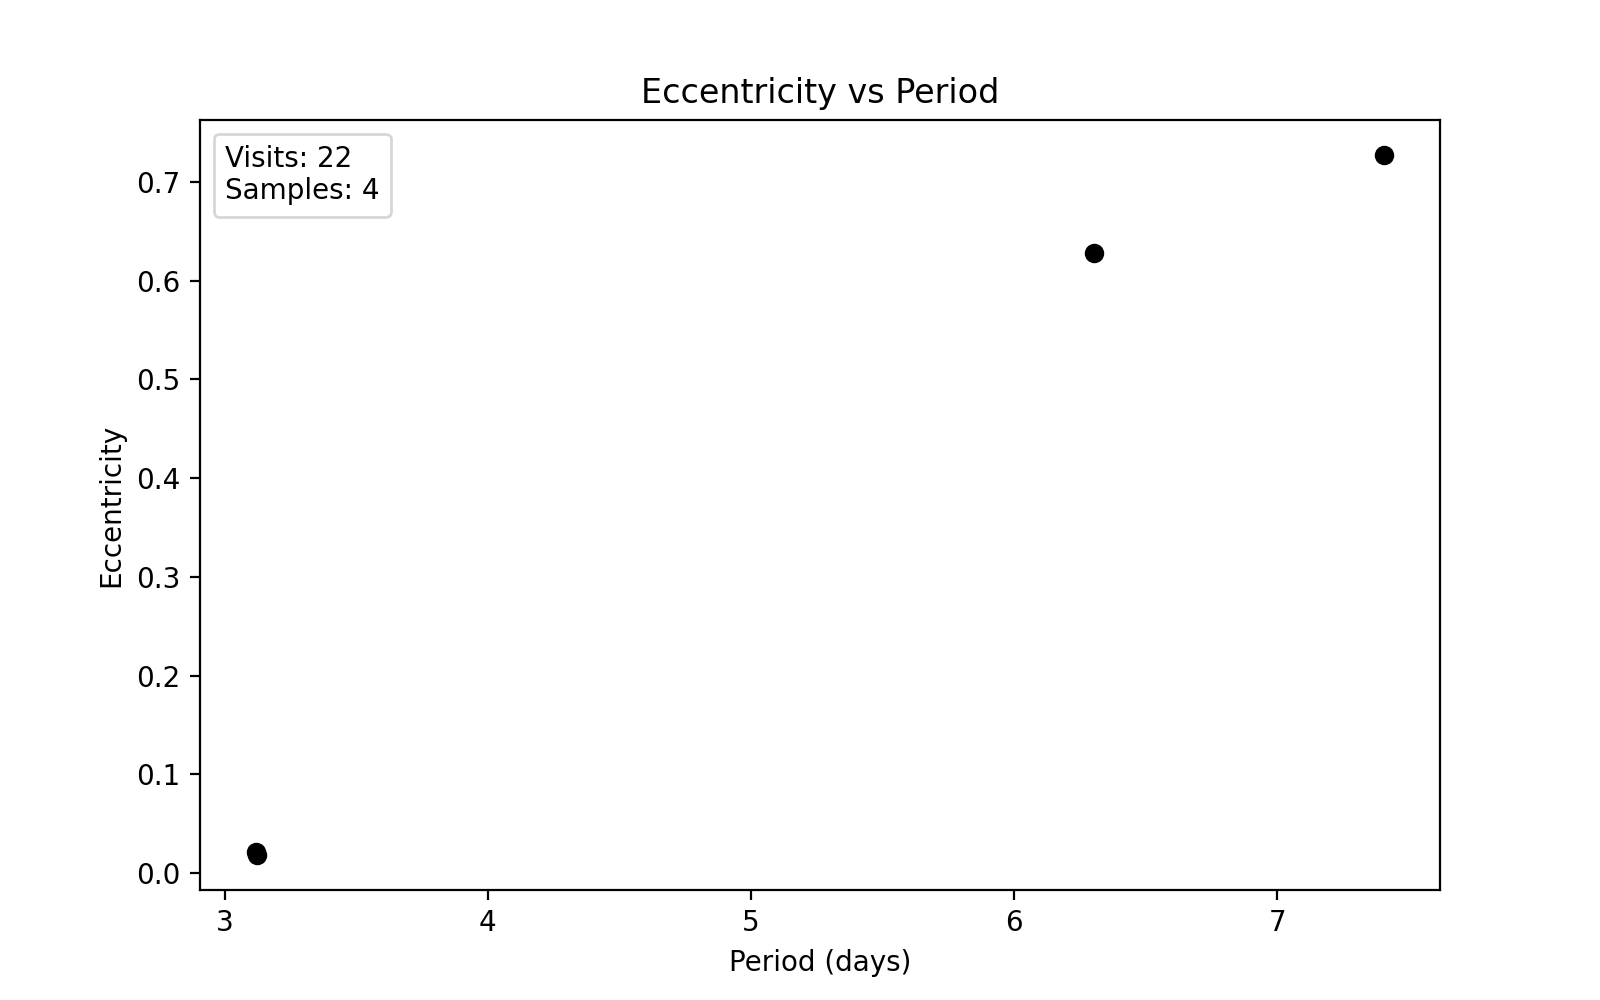 Eccentricity vs Period
Visits: 22
Samples: 4
0.7
0.6
0.5
0.4
0.3
0.2
0.1
0.0
Eccentricity
3 4 5 6 7
Period (days)